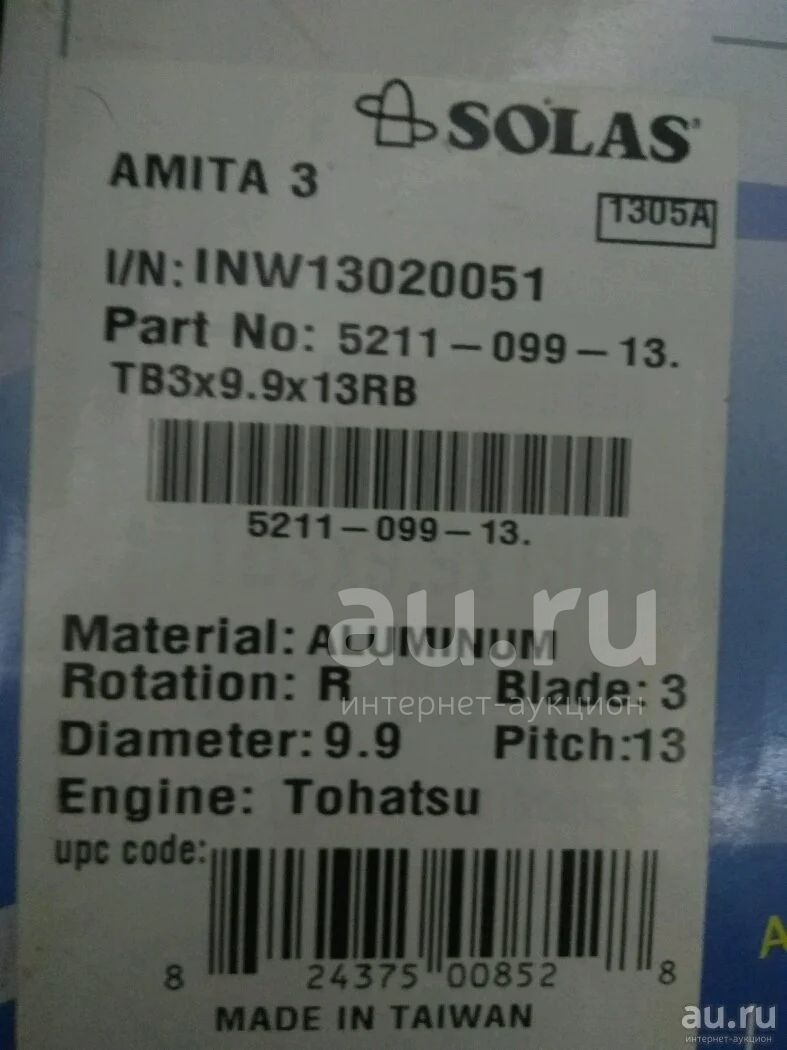 SOLAS
AMITA 3
1305A
I/N: INW13020051
Part No: 5211-099-13.
TB3x9.9x13RB
5211-099-13.
au.ru
интернет-аукцион
Material: ALUMINUM
Rotation: R Blade: 3
Diameter: 9.9 Pitch:13
Engine: Tohatsu
upc code:
8 24375 00852 8
MADE IN TAIWAN
A
au.ru
интернет-аукцион